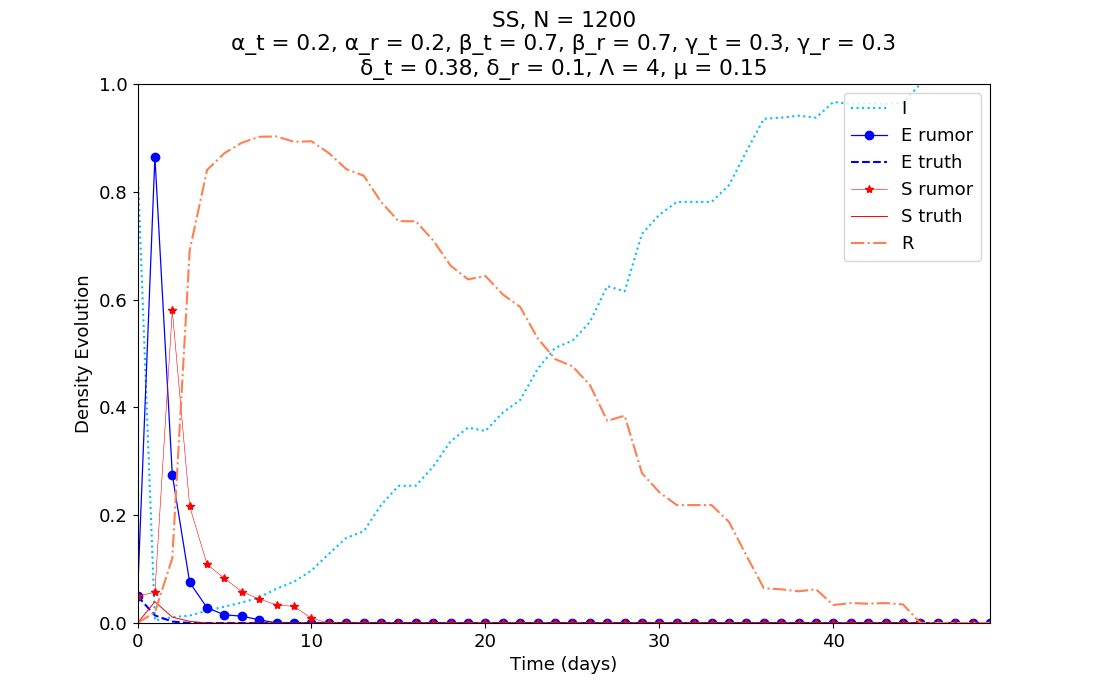 SS, N = 1200
α_t = 0.2, α_r = 0.2, β_t = 0.7, β_r = 0.7, γ_t = 0.3, γ_r = 0.3
δ_t = 0.38, δ_r = 0.1, Λ = 4, μ = 0.15
1.0
0.8
0.6
0.4
0.2
0.0
Density Evolution
I
E rumor
E truth
S rumor
S truth
R
0
10
20
30
40
Time (days)